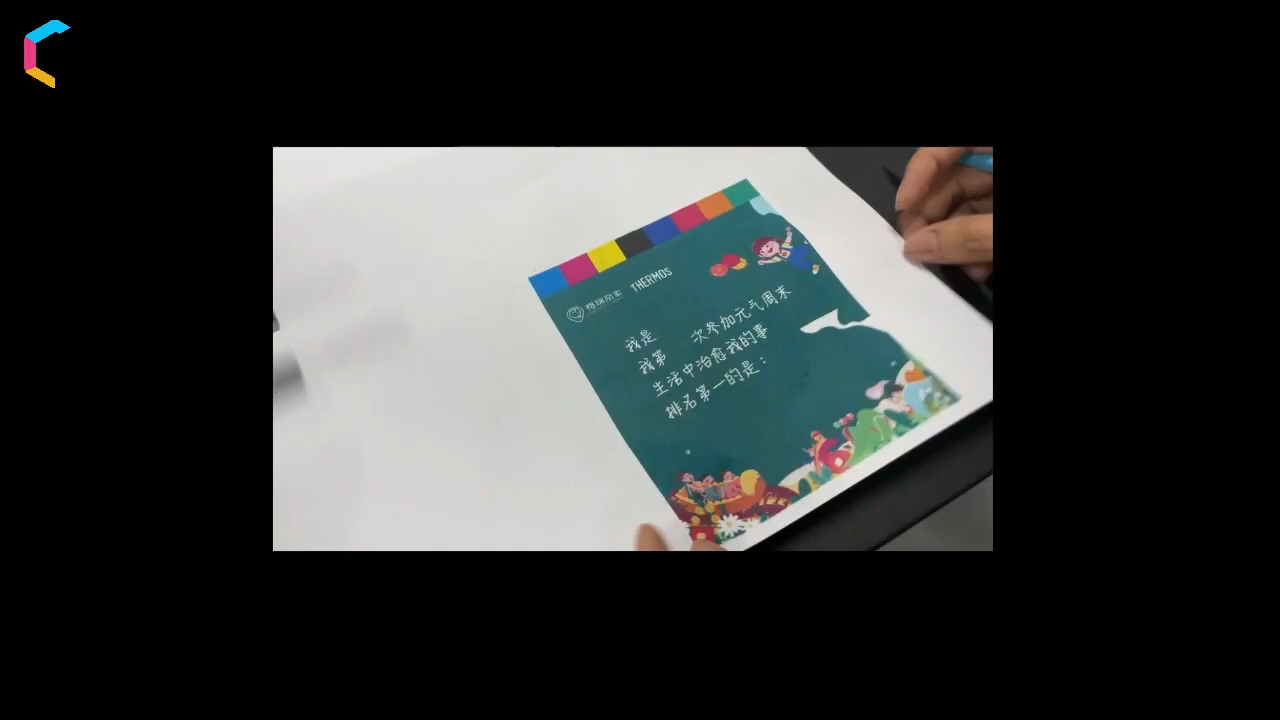 THERMOS
我是
我第 次参加元气周末
生活中治愈我的事
排名第一的是：